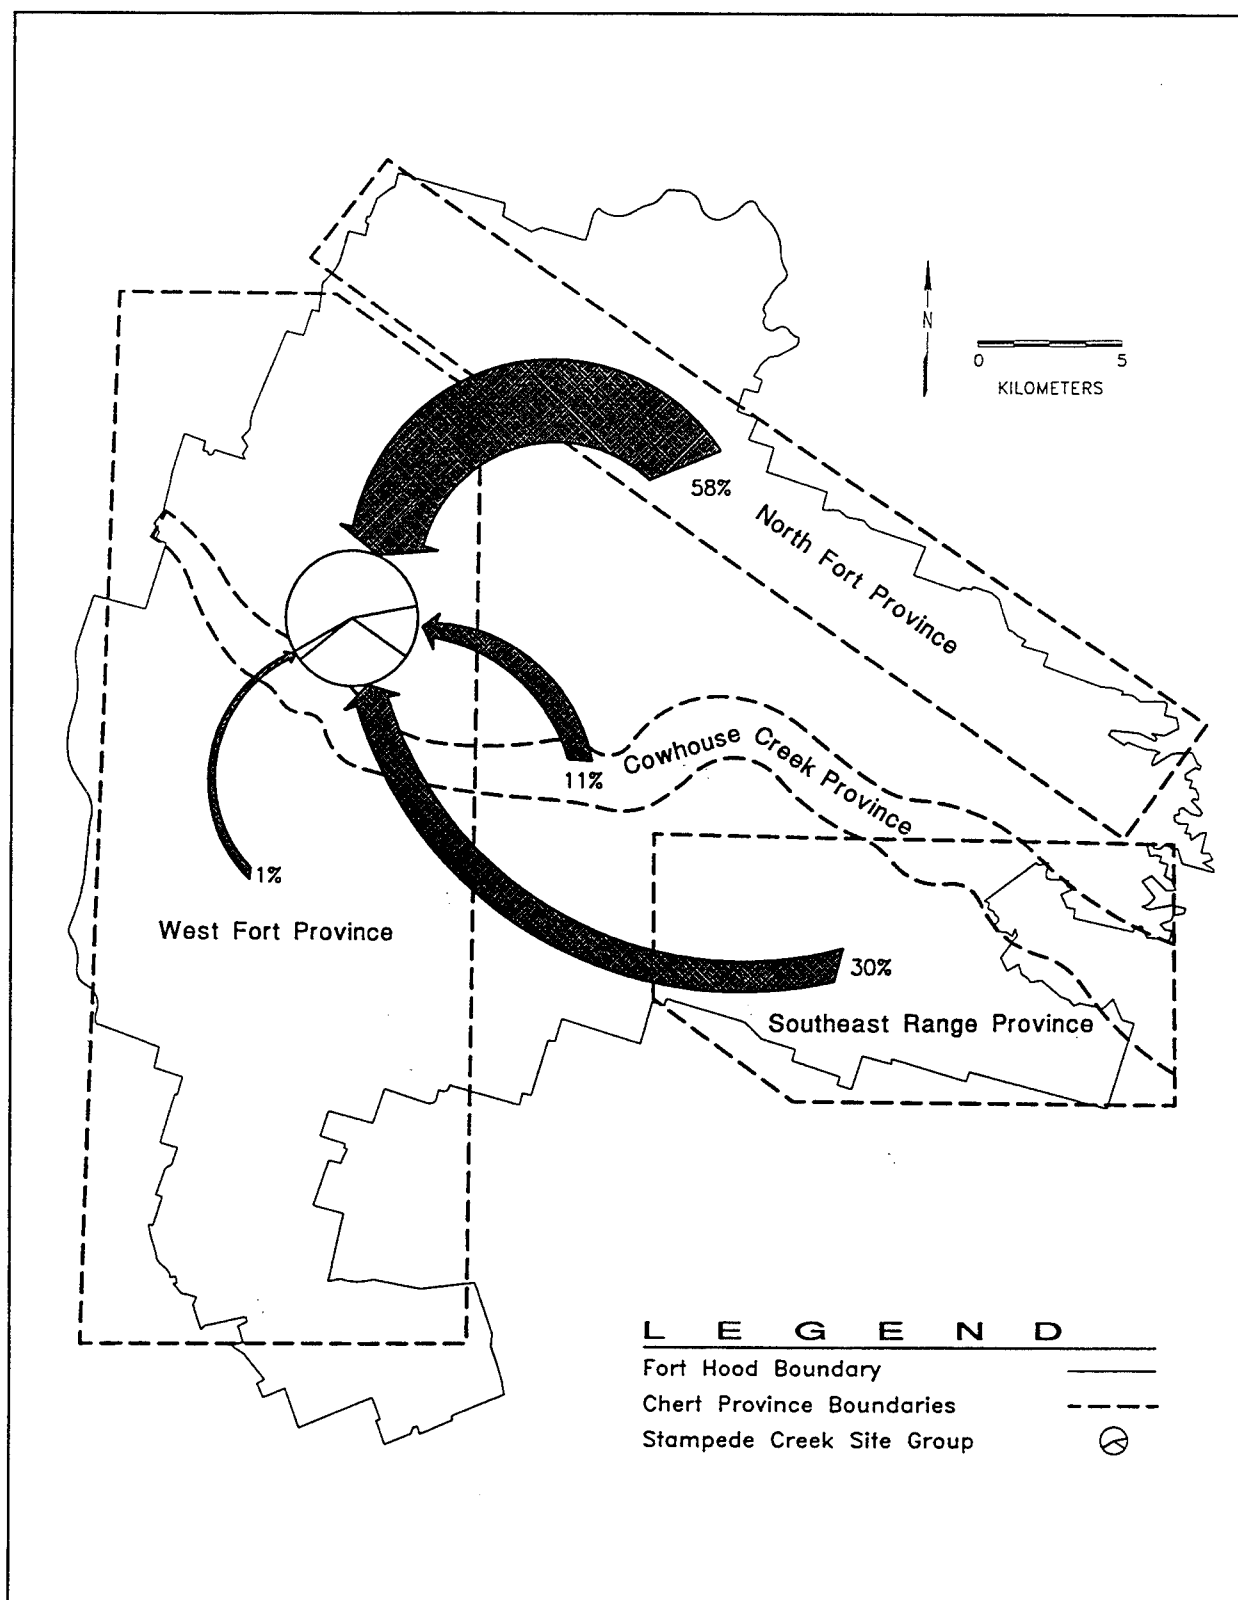 N
0 5
KILOMETERS
58%
North Fort Province
Cowhouse Creek Province
11%
1%
West Fort Province
30%
Southeast Range Province
LEGEND
Fort Hood Boundary
Chert Province Boundaries
Stampede Creek Site Group